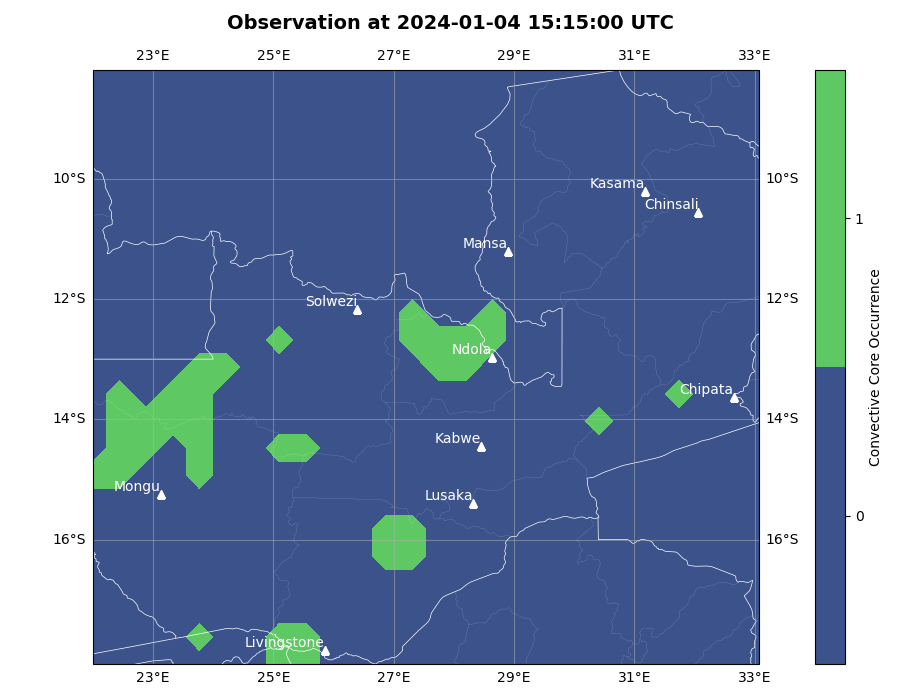 Observation at 2024-01-04 15:15:00 UTC
23°E 25°E 27°E 29°E 31°E 33°E
10°S 10°S
Kasama
Chinsali
Mansa
12°S 12°S
Solwezi
1
Ndola
Chipata
14°S 14°S
Kabwe
Mongu
Lusaka
16°S 16°S
0
Convective Core Occurrence
Livingstone
23°E 25°E 27°E 29°E 31°E 33°E